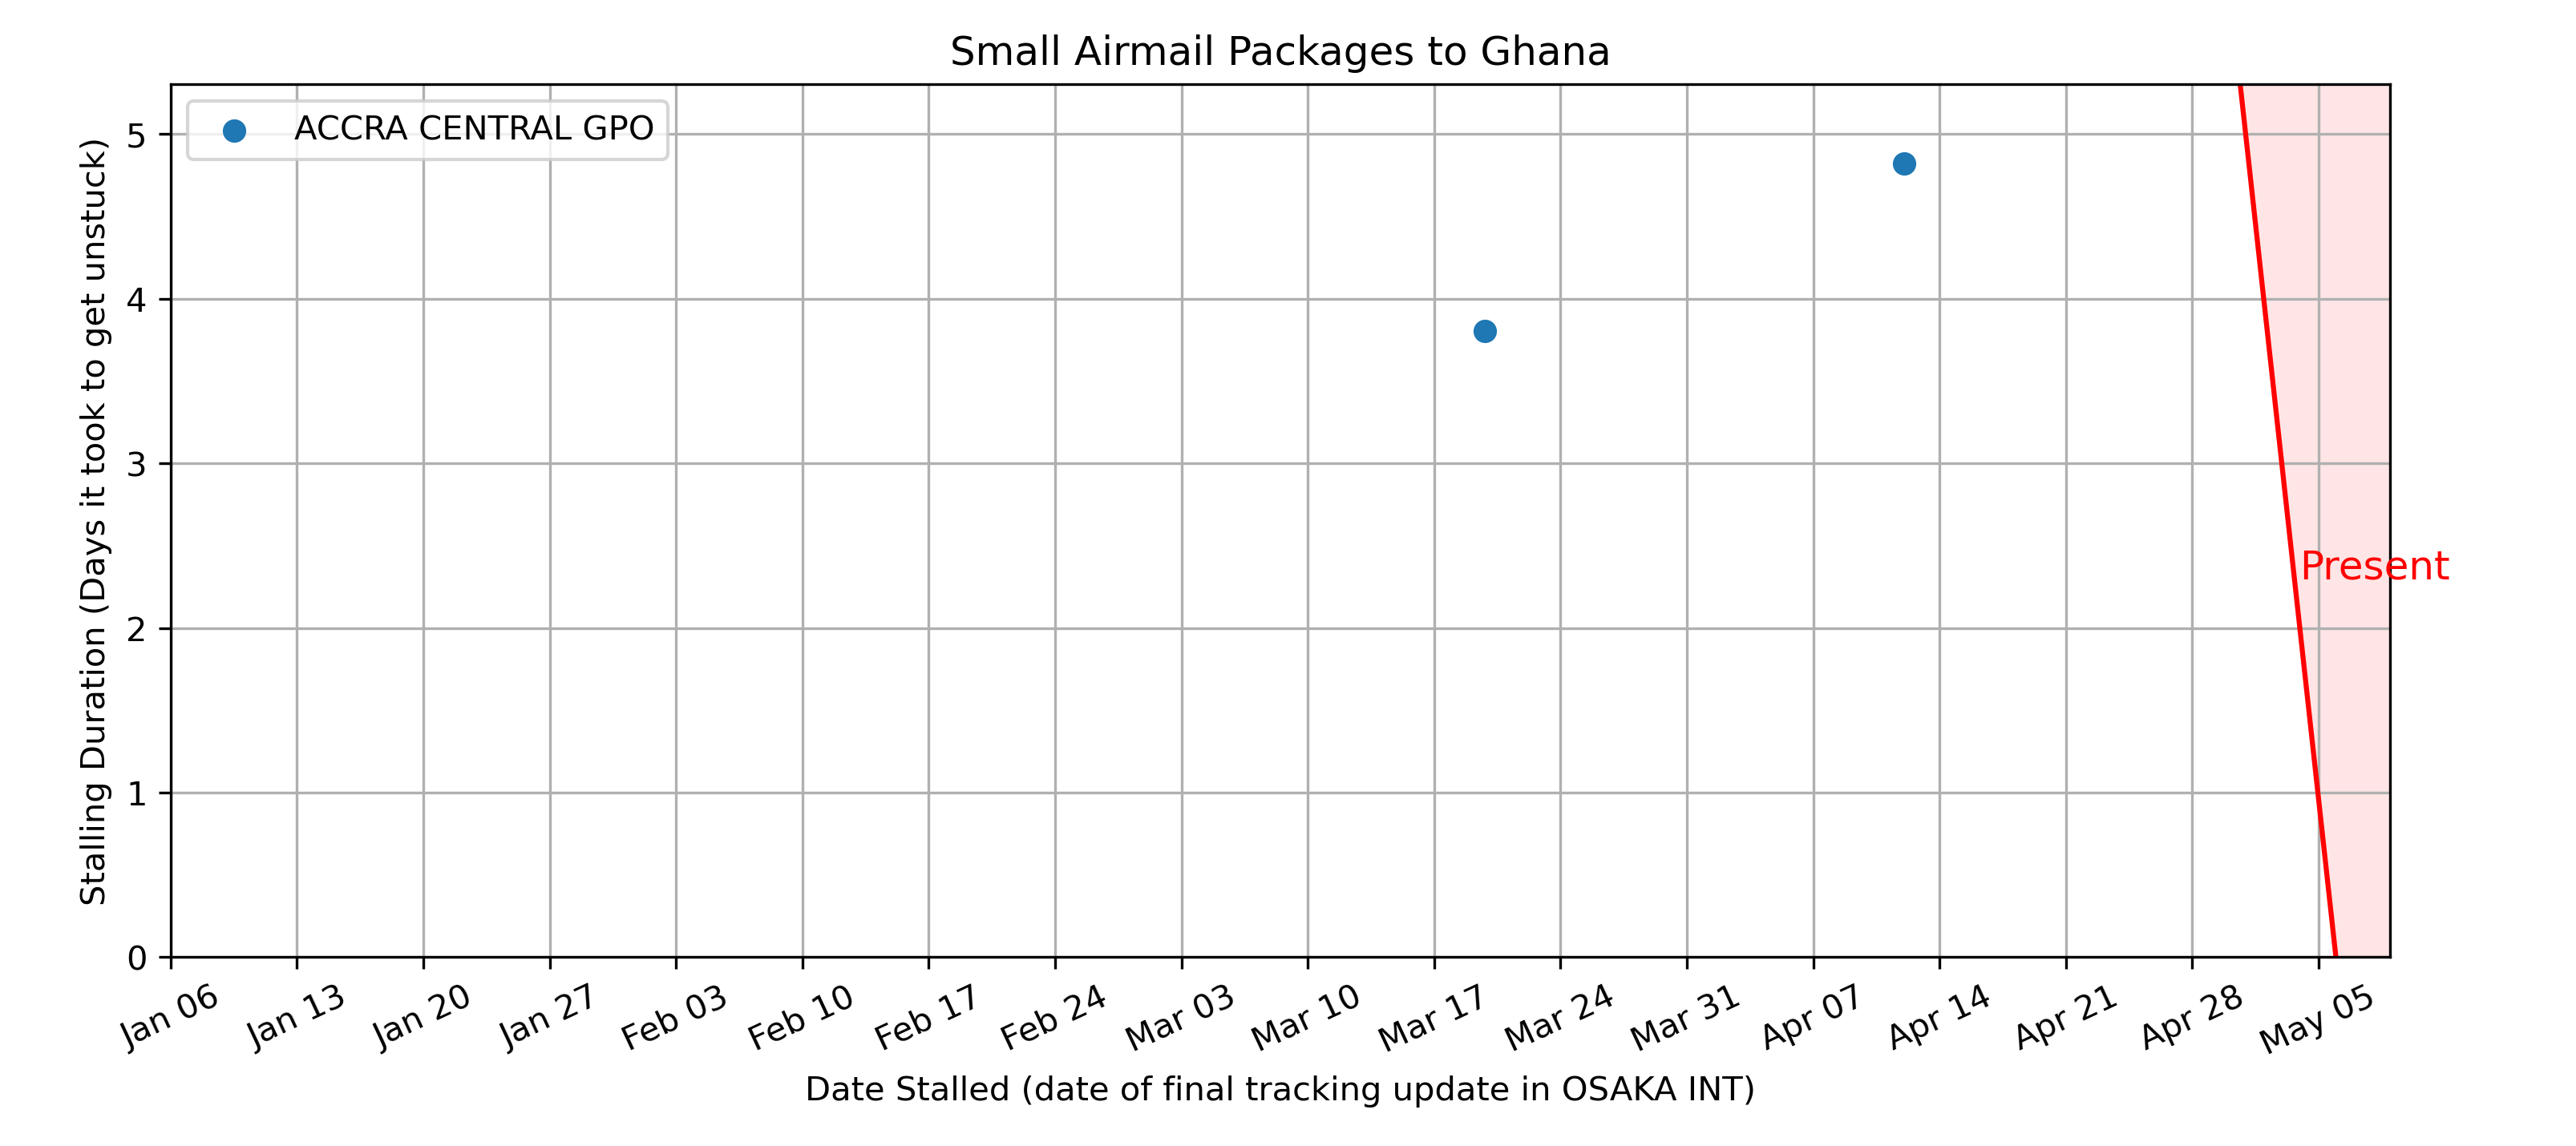 Small Airmail Packages to Ghana
ACCRA CENTRAL GPO
Stalling Duration (Days it took to get unstuck)
5
4
3
2
1
0
Present
Jan 06 Jan 13 Jan 20 Jan 27 Feb 03 Feb 10 Feb 17 Feb 24 Mar 03 Mar 10 Mar 17 Mar 24 Mar 31 Apr 07 Apr 14 Apr 21 Apr 28 May 05
Date Stalled (date of final tracking update in OSAKA INT)